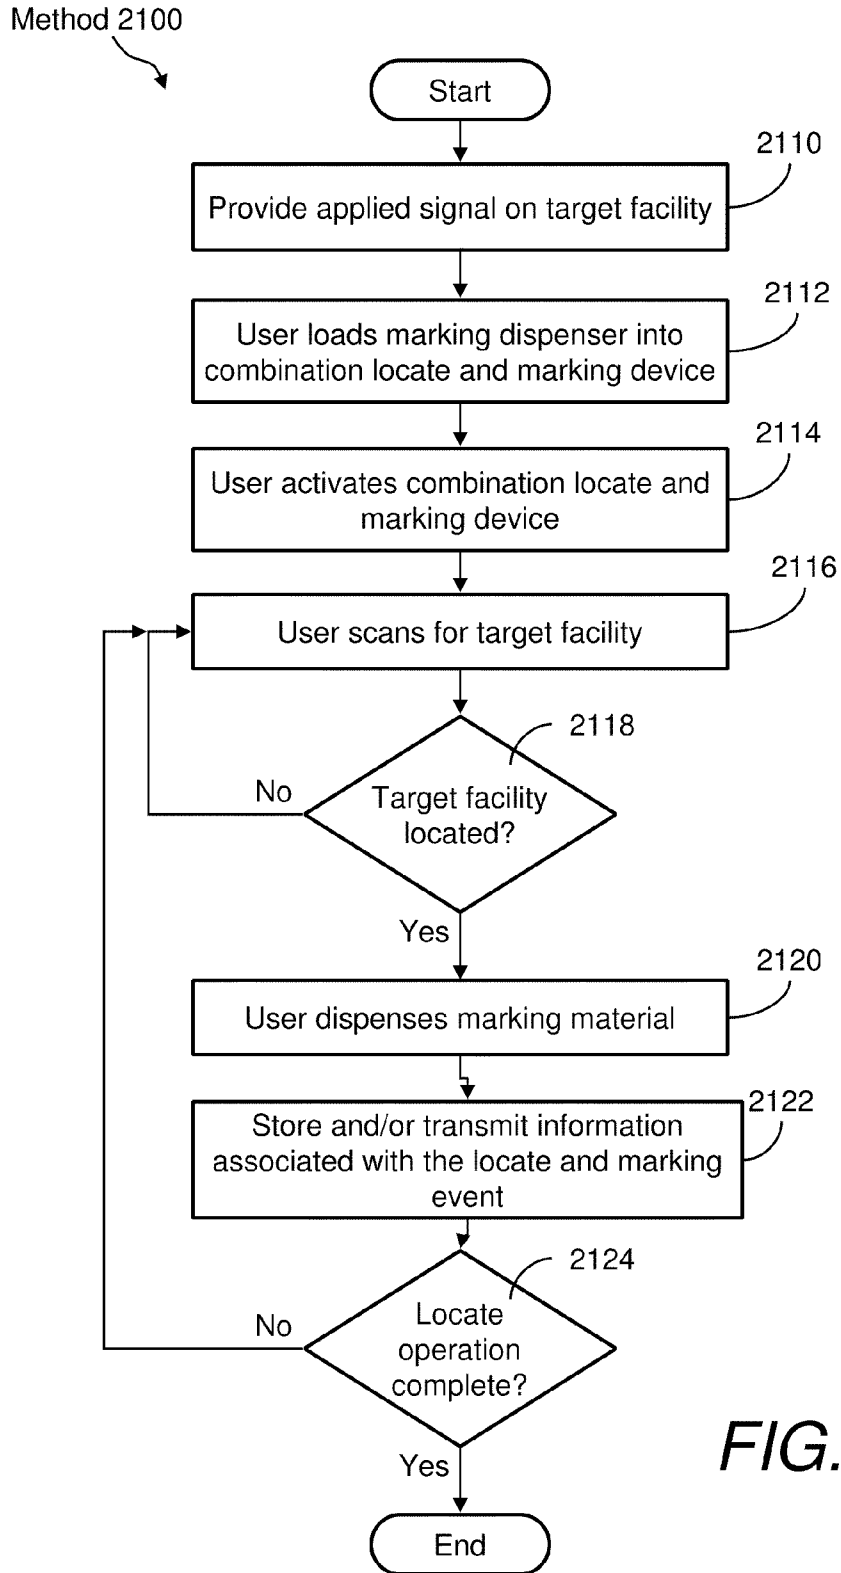 Method 2100
Start
2110
Provide applied signal on target facility
2112
User loads marking dispenser into
combination locate and marking device
2114
User activates combination locate and
marking device
2116
User scans for target facility
2118
No
Target facility
located?
Yes
2120
User dispenses marking material
2122
Store and/or transmit information
associated with the locate and marking
event
2124
No
Locate
operation
complete?
FIG.
Yes
End